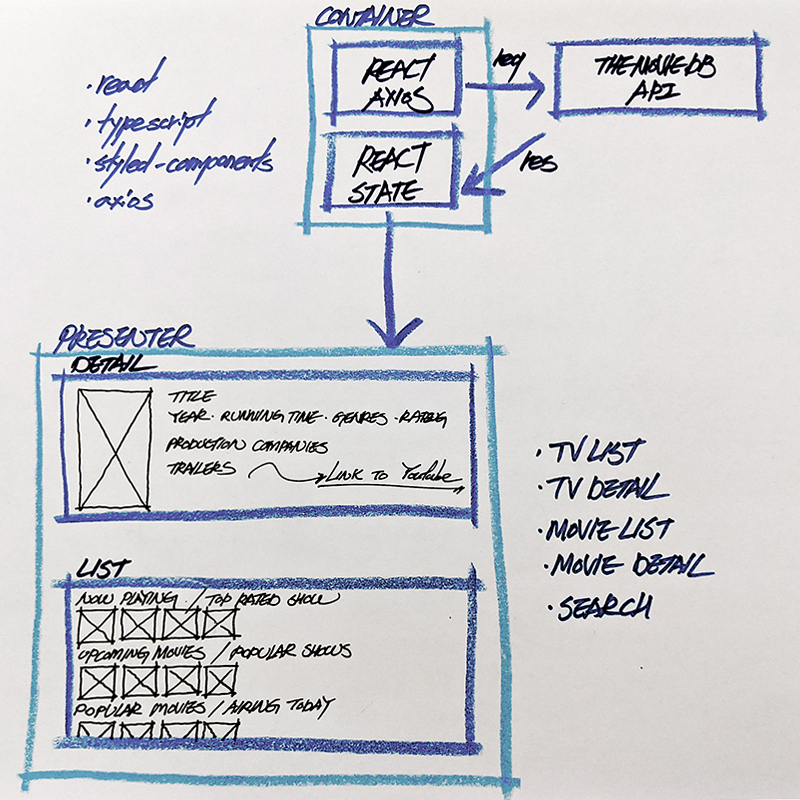 CONTAINER
REACT
AXIOS
req
THEMOVIEDB
API
REACT
STATE
res
· react
· typescript
· styled-components
· axios
PRESENTER
DETAIL
TITLE
YEAR · RUNNING TIME · GENRES · RATING
PRODUCTION COMPANIES
TRAILERS
LINK TO Youtube
LIST
NOW PLAYING / TOP RATED SHOW
UPCOMING MOVIES / POPULAR SHOWS
POPULAR MOVIES / AIRING TODAY
· TV LIST
· TV DETAIL
· MOVIE LIST
· MOVIE DETAIL
· SEARCH